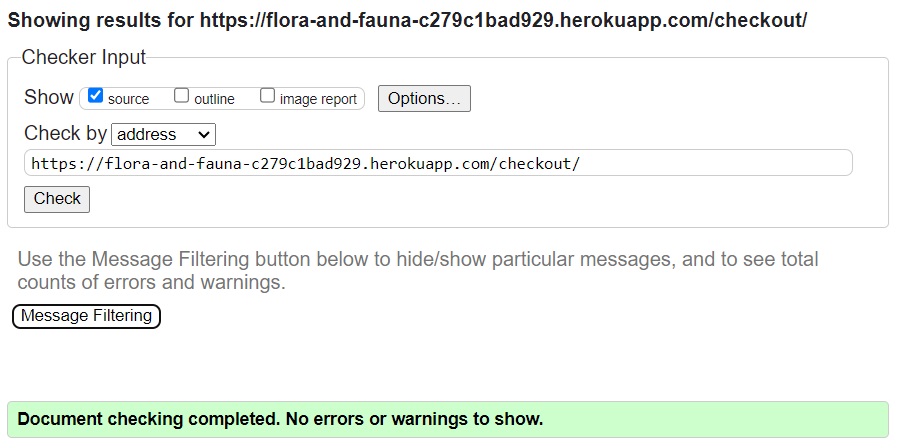 Showing results for https://flora-and-fauna-c279c1bad929.herokuapp.com/checkout/
Checker Input
Show source outline image report Options...
Check by address
https://flora-and-fauna-c279c1bad929.herokuapp.com/checkout/
Check
Use the Message Filtering button below to hide/show particular messages, and to see total
counts of errors and warnings.
Message Filtering
Document checking completed. No errors or warnings to show.